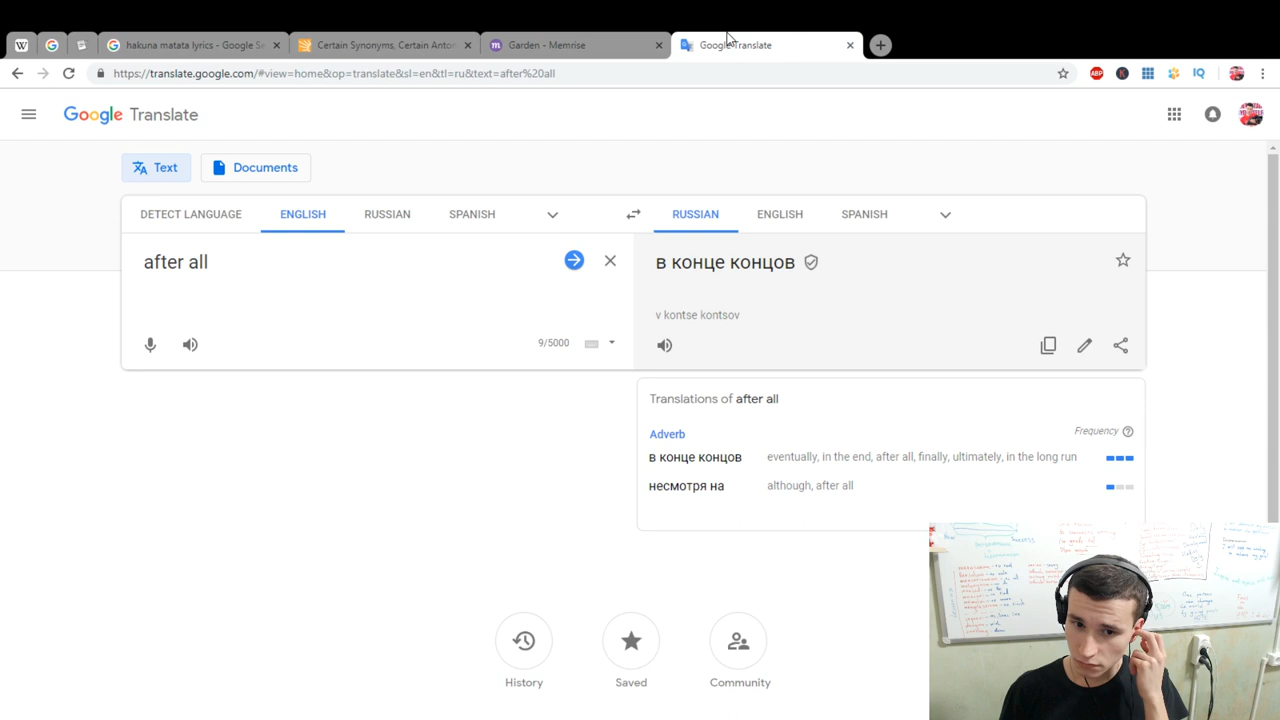 hakuna matata lyrics - Google Se
Certain Synonyms, Certain Anton
Garden - Memrise
Google Translate
https://translate.google.com/#view=home&op=translate&sl=en&tl=ru&text=after%20all
ABP
K
IQ
Google Translate
Text
Documents
DETECT LANGUAGE
ENGLISH
RUSSIAN
SPANISH
RUSSIAN
ENGLISH
SPANISH
after all
в конце концов
v kontse kontsov
9/5000
Translations of after all
Adverb
Frequency
в конце концов
eventually, in the end, after all, finally, ultimately, in the long run
несмотря на
although, after all
History
Saved
Community